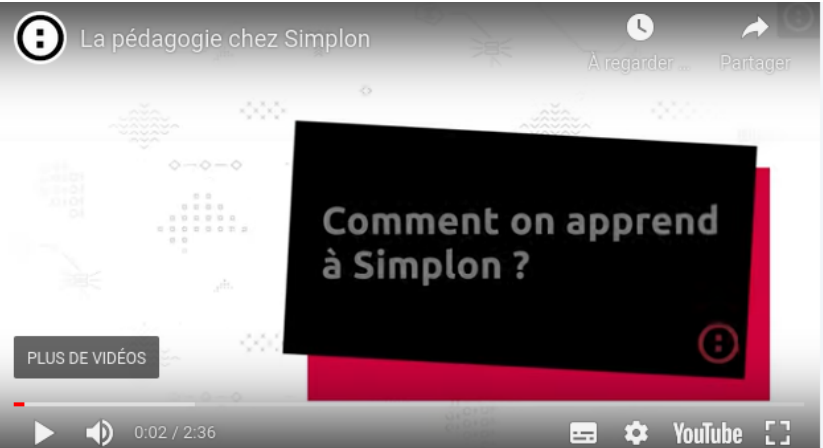 La pédagogie chez Simplon
À regarder ...
Partager
Comment on apprend
à Simplon ?
PLUS DE VIDÉOS
0:02 / 2:36
YouTube